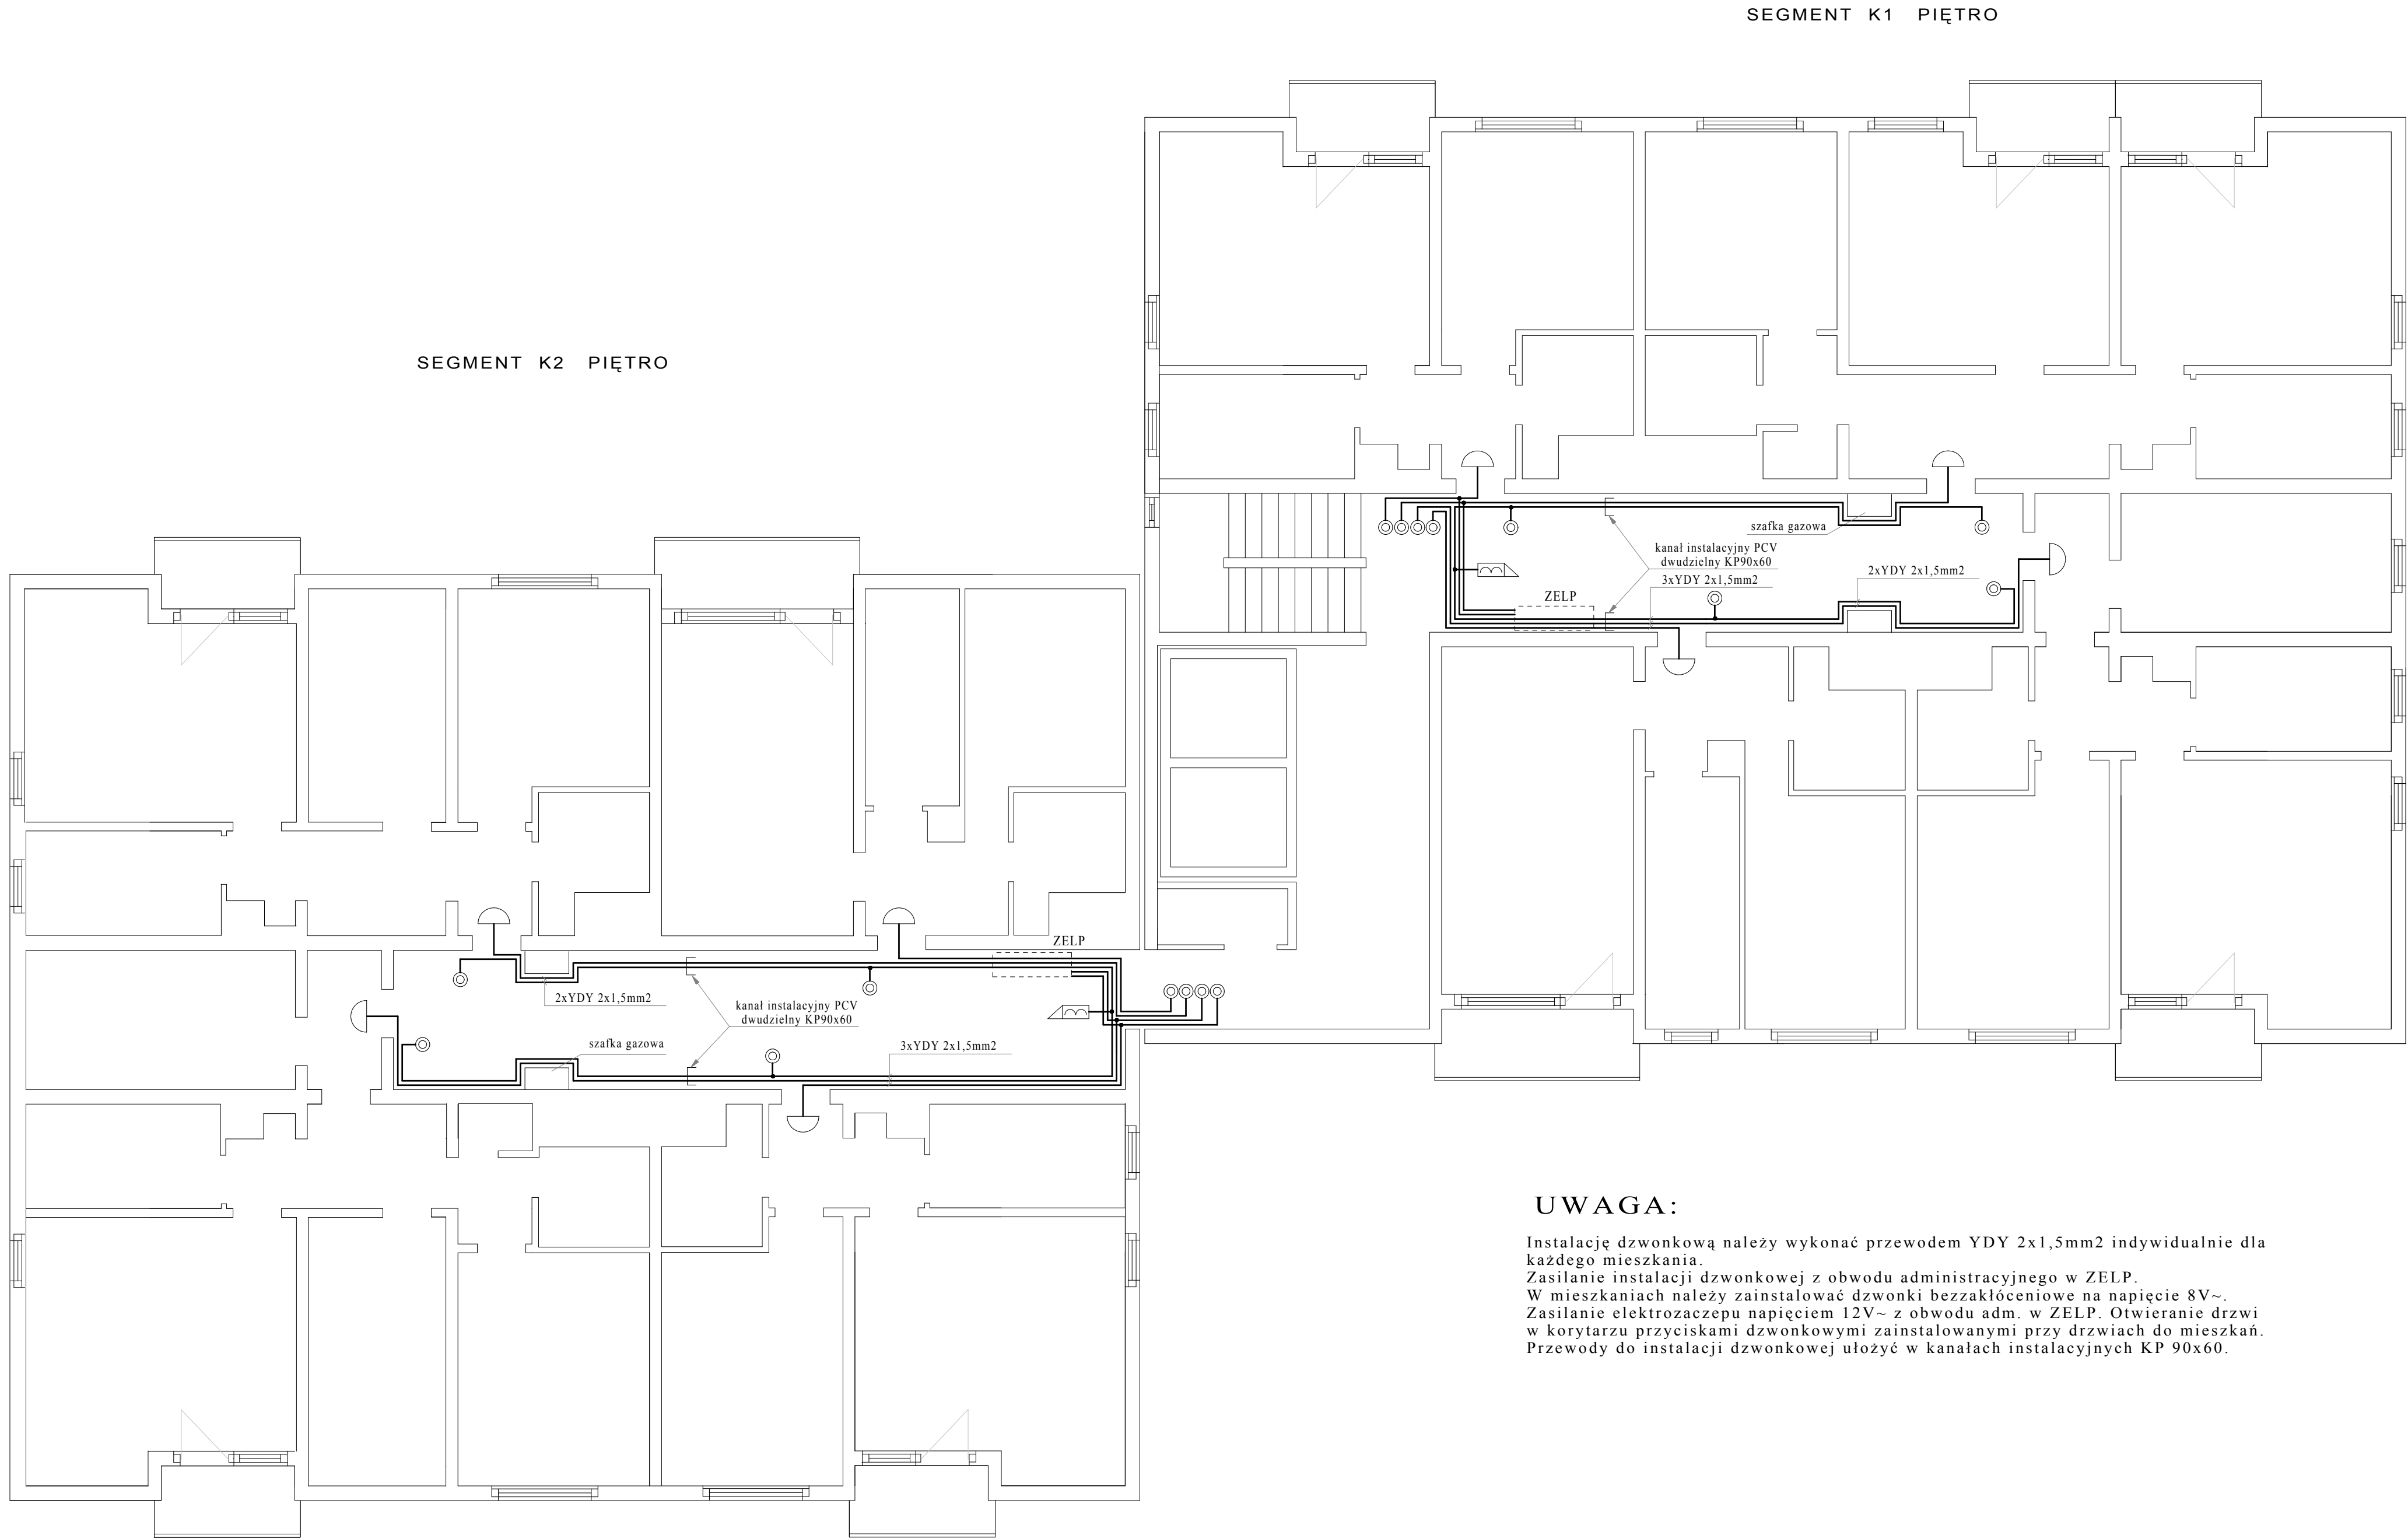 SEGMENT K1 PIĘTRO
SEGMENT K2 PIĘTRO
szafka gazowa
kanał instalacyjny PCV
dwudzielny KP90x60
3xYDY 2x1,5mm2
2xYDY 2x1,5mm2
ZELP
ZELP
2xYDY 2x1,5mm2
kanał instalacyjny PCV
dwudzielny KP90x60
szafka gazowa
3xYDY 2x1,5mm2
UWAGA:
Instalację dzwonkową należy wykonać przewodem YDY 2x1,5mm2 indywidualnie dla
każdego mieszkania.
Zasilanie instalacji dzwonkowej z obwodu administracyjnego w ZELP.
W mieszkaniach należy zainstalować dzwonki bezzakłóceniowe na napięcie 8V~.
Zasilanie elektrozaczepu napięciem 12V~ z obwodu adm. w ZELP. Otwieranie drzwi
w korytarzu przyciskami dzwonkowymi zainstalowanymi przy drzwiach do mieszkań.
Przewody do instalacji dzwonkowej ułożyć w kanałach instalacyjnych KP 90x60.